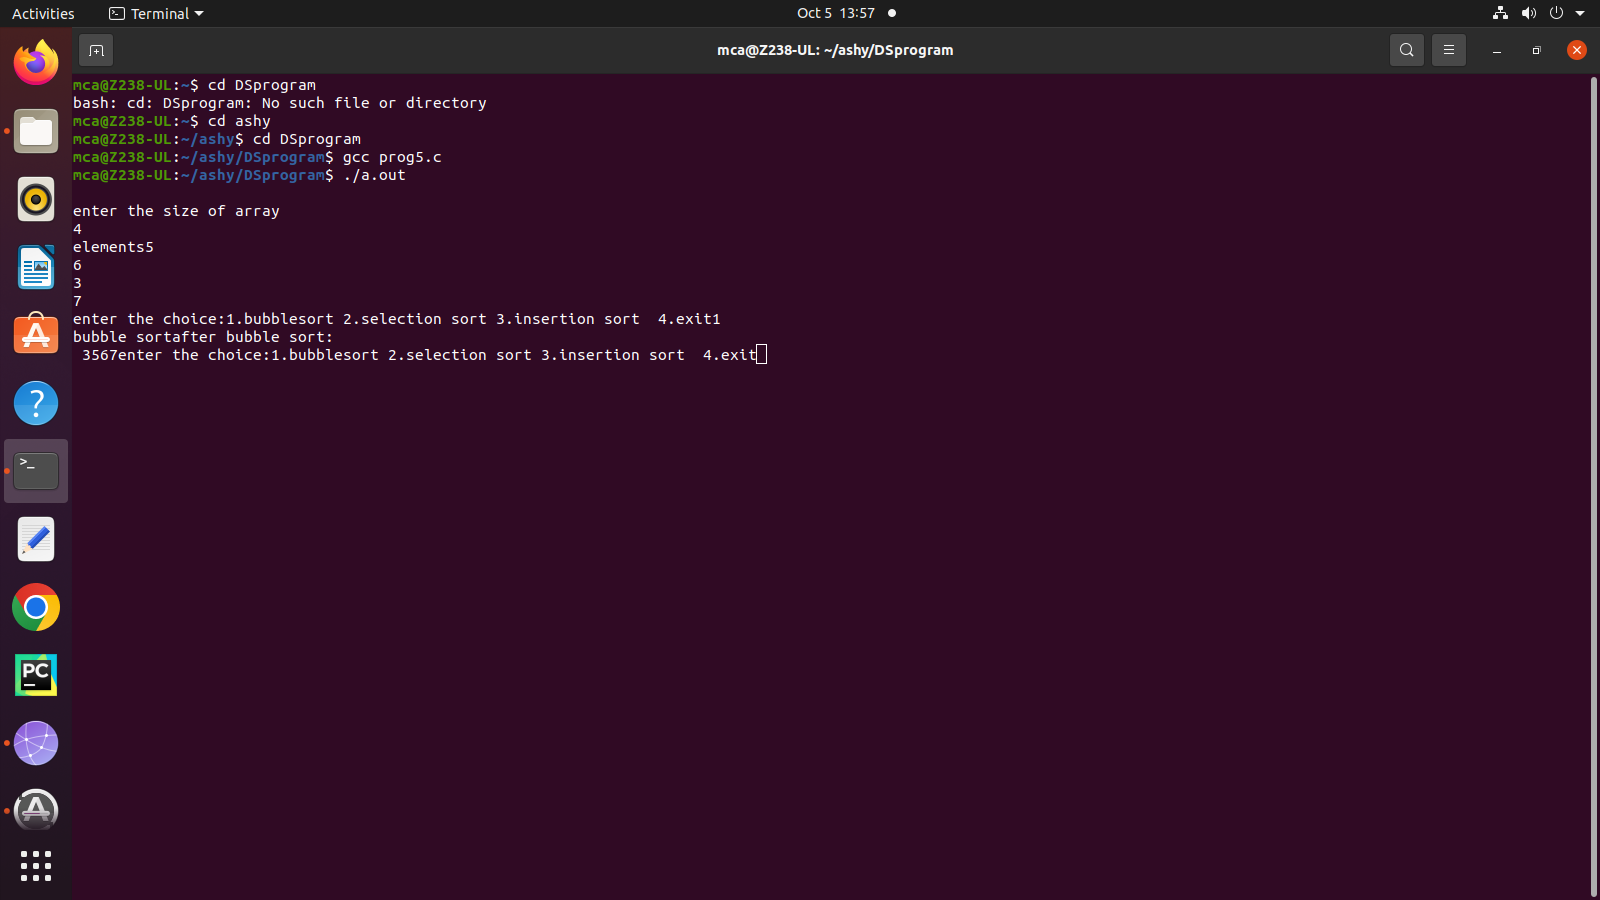 Activities Terminal Oct 5 13:57
mca@Z238-UL: ~/ashy/DSprogram
mca@Z238-UL:~$ cd DSprogram
bash: cd: DSprogram: No such file or directory
mca@Z238-UL:~$ cd ashy
mca@Z238-UL:~/ashy$ cd DSprogram
mca@Z238-UL:~/ashy/DSprogram$ gcc prog5.c
mca@Z238-UL:~/ashy/DSprogram$ ./a.out
enter the size of array
4
elements5
6
3
7
enter the choice:1.bubblesort 2.selection sort 3.insertion sort  4.exit1
bubble sortafter bubble sort:
 3567enter the choice:1.bubblesort 2.selection sort 3.insertion sort  4.exit
PC